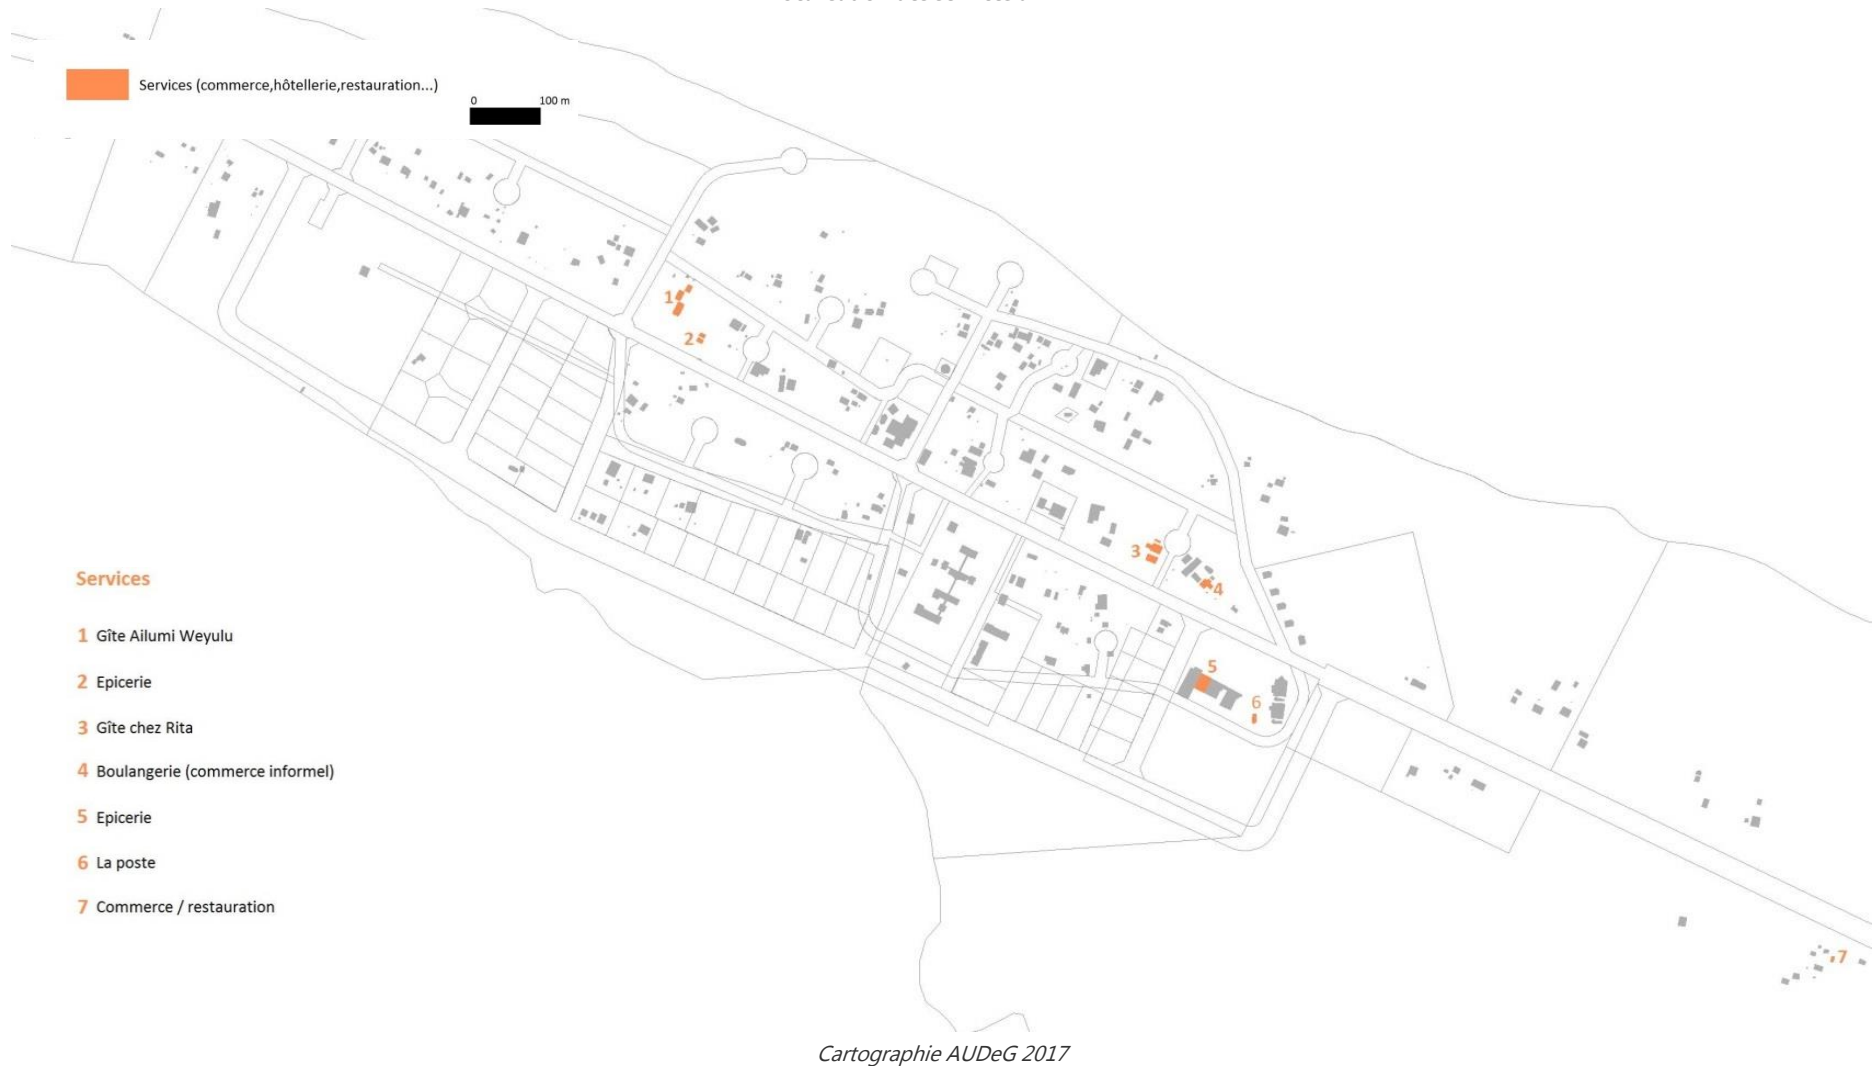 Services (commerce,hôtellerie,restauration...)
0 100 m
1
2
3
4
5
6
7
Services
1 Gîte Ailumi Weyulu
2 Epicerie
3 Gîte chez Rita
4 Boulangerie (commerce informel)
5 Epicerie
6 La poste
7 Commerce / restauration
Cartographie AUDeG 2017